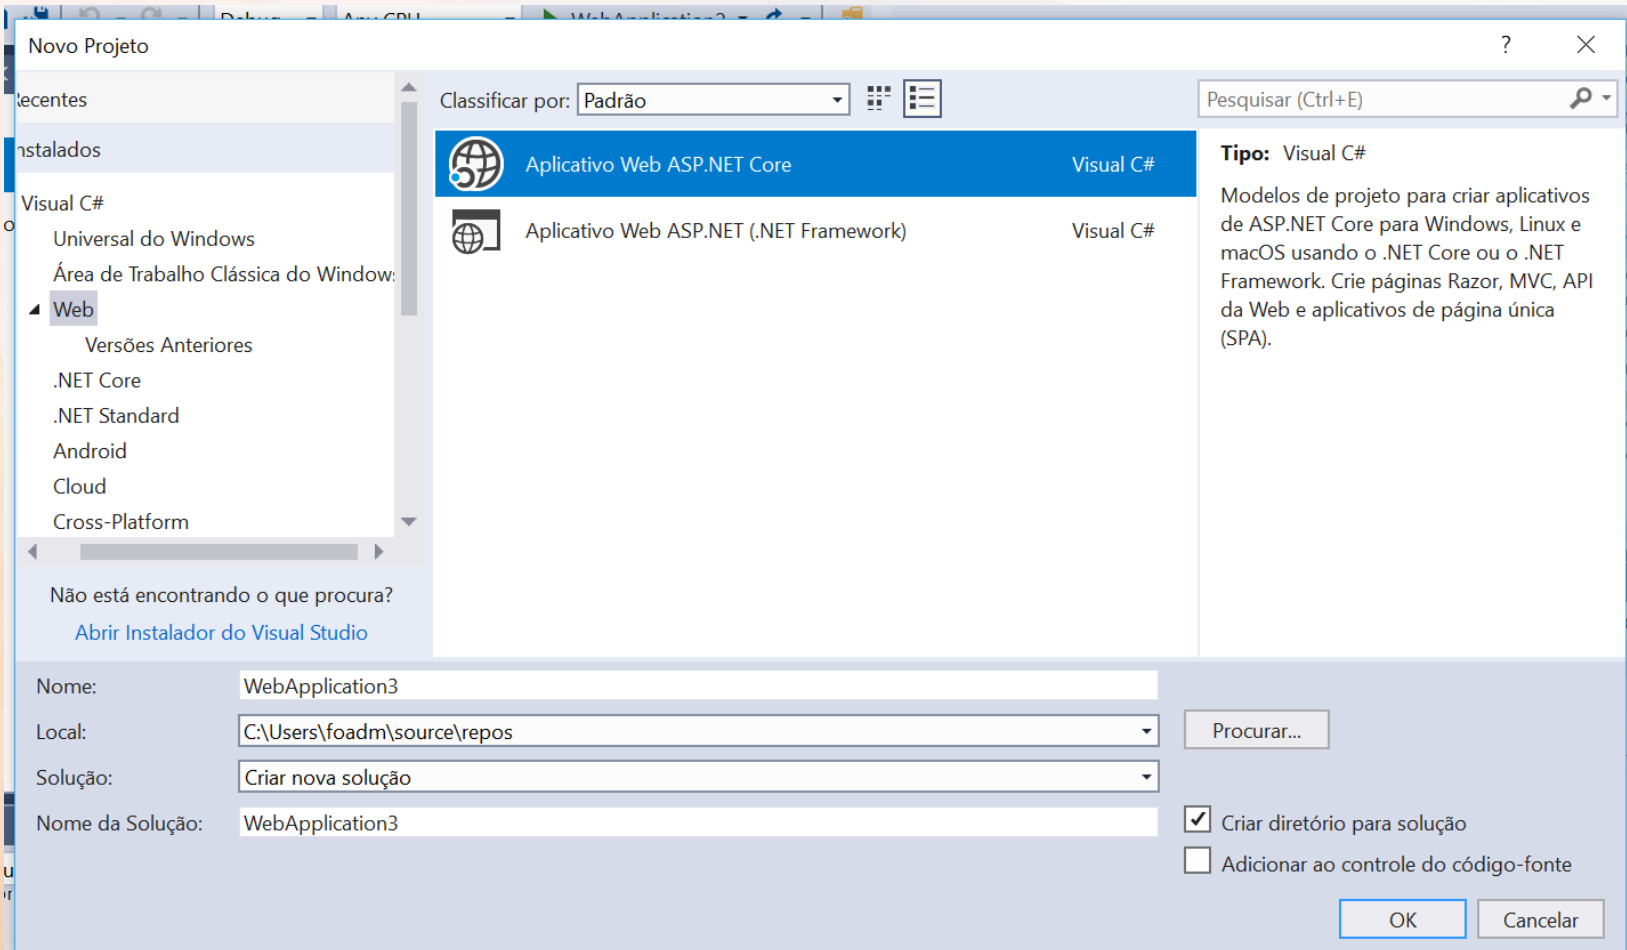 Novo Projeto
?
Recentes
Instalados
Visual C#
Universal do Windows
Área de Trabalho Clássica do Windows
Web
Versões Anteriores
.NET Core
.NET Standard
Android
Cloud
Cross-Platform
Não está encontrando o que procura?
Abrir Instalador do Visual Studio
Classificar por: Padrão
Aplicativo Web ASP.NET Core Visual C#
Aplicativo Web ASP.NET (.NET Framework) Visual C#
Pesquisar (Ctrl+E)
Tipo: Visual C#
Modelos de projeto para criar aplicativos
de ASP.NET Core para Windows, Linux e
macOS usando o .NET Core ou o .NET
Framework. Crie páginas Razor, MVC, API
da Web e aplicativos de página única
(SPA).
Nome: WebApplication3
Local: C:\Users\foadm\source\repos
Procurar...
Solução: Criar nova solução
Nome da Solução: WebApplication3
Criar diretório para solução
Adicionar ao controle do código-fonte
OK Cancelar